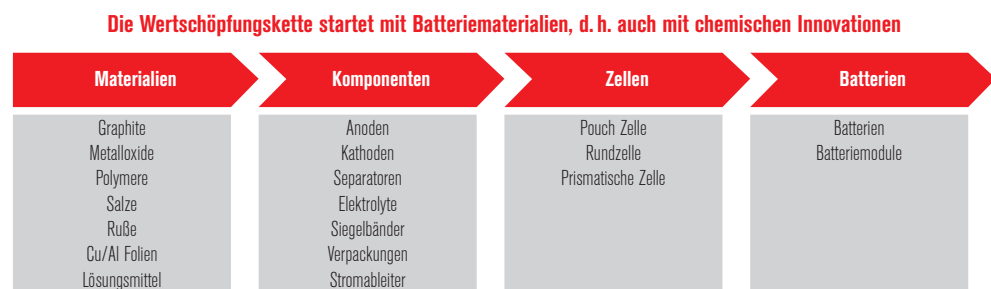 Die Wertschöpfungskette startet mit Batteriematerialien, d. h. auch mit chemischen Innovationen
Materialien
Graphite
Metalloxide
Polymere
Salze
Ruße
Cu/Al Folien
Lösungsmittel
Komponenten
Anoden
Kathoden
Separatoren
Elektrolyte
Siegelbänder
Verpackungen
Stromableiter
Zellen
Pouch Zelle
Rundzelle
Prismatische Zelle
Batterien
Batterien
Batteriemodule